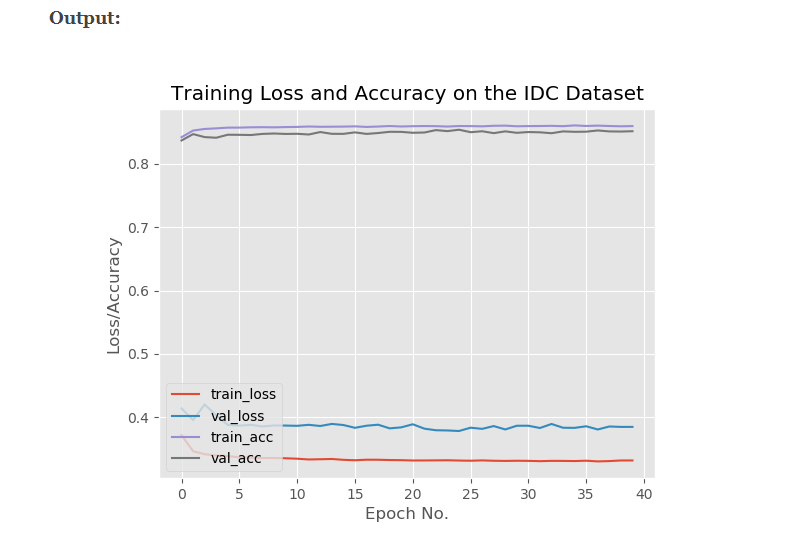 Output:
Training Loss and Accuracy on the IDC Dataset
Loss/Accuracy
0.8
0.7
0.6
0.5
0.4
train_loss
val_loss
train_acc
val_acc
0 5 10 15 20 25 30 35 40
Epoch No.